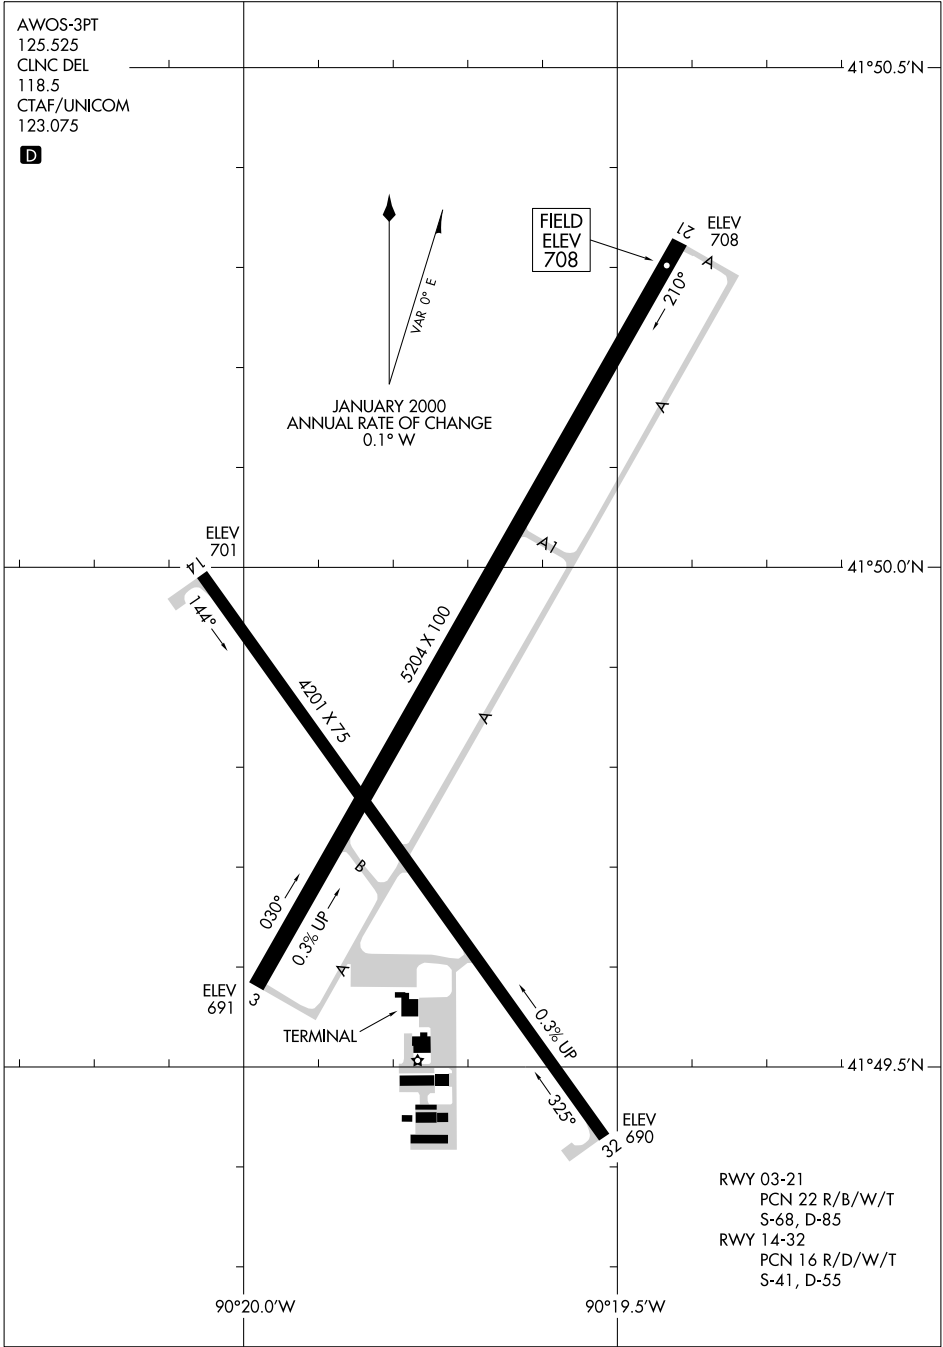 AWOS-3PT
125.525
CLNC DEL
118.5
CTAF/UNICOM
123.075
D
41°50.5'N
FIELD
ELEV
708
21
ELEV
708
A
210°
VAR 0° E
JANUARY 2000
ANNUAL RATE OF CHANGE
0.1° W
A
ELEV
701
14
A1
41°50.0'N
144°
5204 X 100
4201 X 75
A
B
030°
0.3% UP
A
ELEV
691
3
TERMINAL
0.3% UP
41°49.5'N
325°
ELEV
690
32
RWY 03-21
PCN 22 R/B/W/T
S-68, D-85
RWY 14-32
PCN 16 R/D/W/T
S-41, D-55
90°20.0'W
90°19.5'W